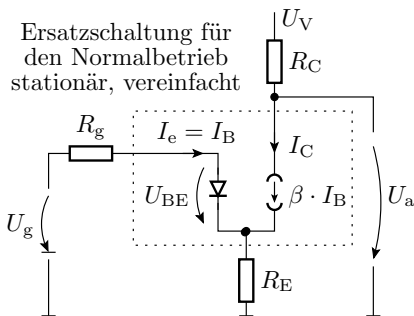 Ersatzschaltung für
den Normalbetrieb
stationär, vereinfacht
U_V
R_C
R_g
I_e = I_B
I_C
U_BE
β · I_B
U_g
U_a
R_E